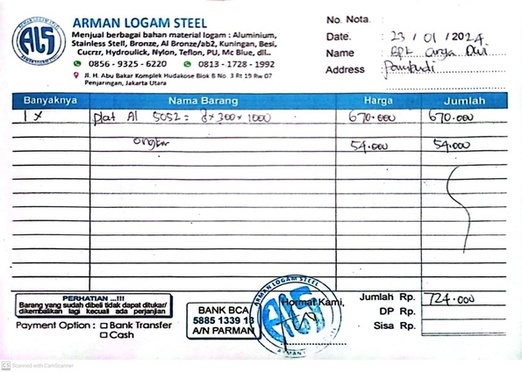 ARMAN LOGAM STEEL
Menjual berbagai bahan material logam : Aluminium,
Stainless Stell, Bronze, Al Bronze/ab2, Kuningan, Besi,
Cucrzr, Hydroulick, Nylon, Teflon, PU, Mc Blue, dll..
0856 - 9325 - 6220 0813 - 1728 - 1992
Jl. H. Abu Bakar Komplek Hudakose Blok B No. 3 Rt 19 Rw 07
Penjaringan, Jakarta Utara
ALS
No. Nota
Date. : 23 / 01 / 2024
Name
Address
Banyaknya Nama Barang Harga Jumlah
1 x plat Al 5052 = 8 x 300 x 1000 670.000 670.000
ongkir 54.000 54.000
PERHATIAN ...!!!
Barang yang sudah dibeli tidak dapat ditukar/
dikembalikan lagi kecuali ada perjanjian
Payment Option : Bank Transfer
Cash
BANK BCA
5885 1339 13
A/N PARMAN
ARMAN LOGAM STEEL
Hormat Kami,
ALS
Jumlah Rp. 724.000
DP Rp.
Sisa Rp.
CS Scanned with CamScanner